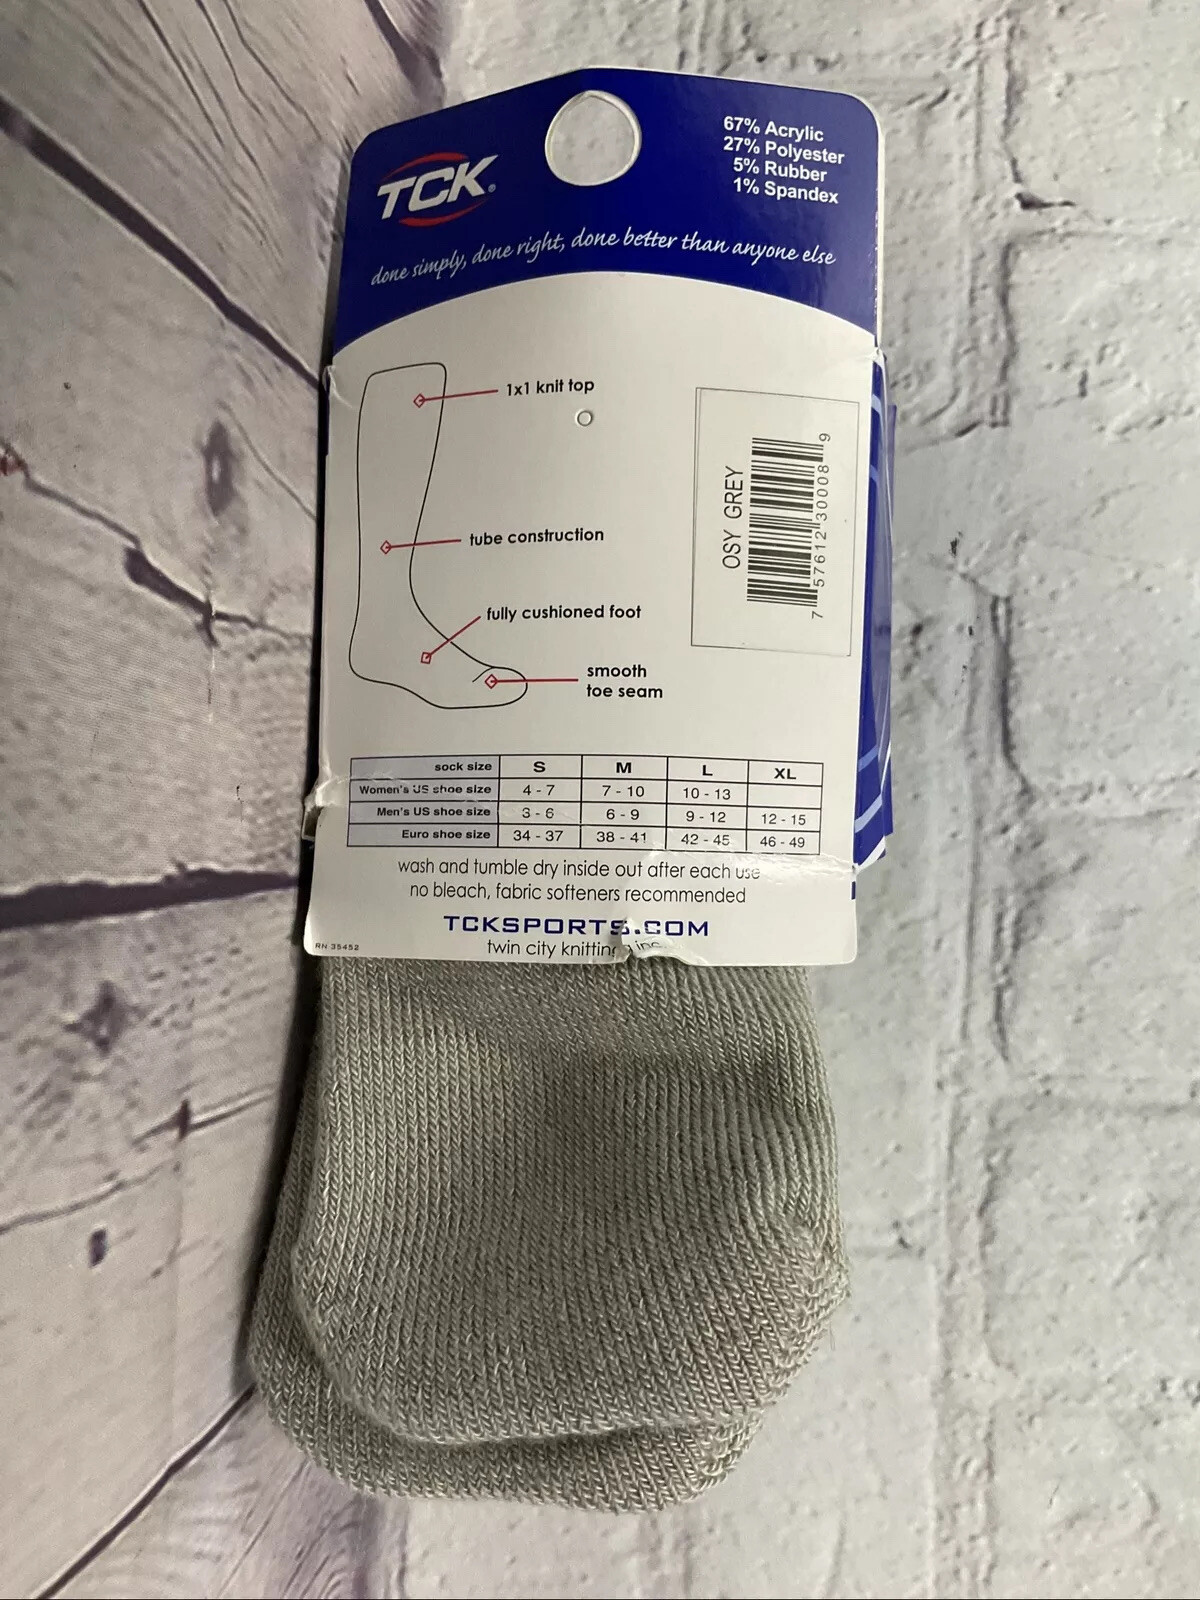 67% Acrylic
27% Polyester
5% Rubber
1% Spandex
TCK®
done simply, done right, done better than anyone else
1x1 knit top
tube construction
fully cushioned foot
smooth
toe seam
OSY GREY
7 57612 30008 9
sock size S M L XL
Women's US shoe size 4 - 7 7 - 10 10 - 13
Men's US shoe size 3 - 6 6 - 9 9 - 12 12 - 15
Euro shoe size 34 - 37 38 - 41 42 - 45 46 - 49
wash and tumble dry inside out after each use
no bleach, fabric softeners recommended
TCKSPORTS.COM
twin city knitting inc.
RN 35452